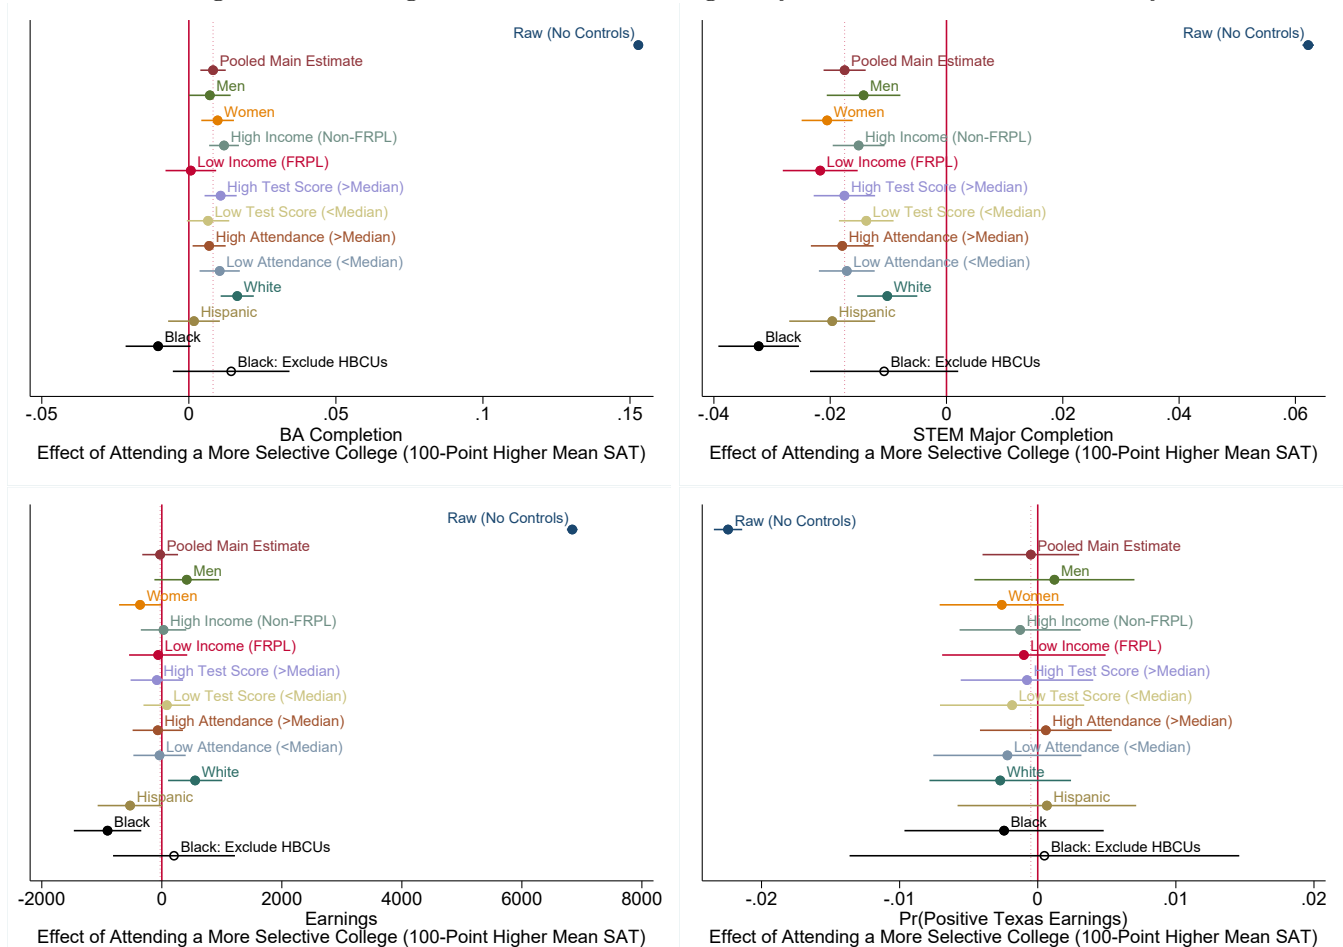 Raw (No Controls)
Pooled Main Estimate
Men
Women
High Income (Non-FRPL)
Low Income (FRPL)
High Test Score (>Median)
Low Test Score (<Median)
High Attendance (>Median)
Low Attendance (<Median)
White
Hispanic
Black
Black: Exclude HBCUs
-.05 0 .05 .1 .15
BA Completion
Effect of Attending a More Selective College (100-Point Higher Mean SAT)
Raw (No Controls)
Pooled Main Estimate
Men
Women
High Income (Non-FRPL)
Low Income (FRPL)
High Test Score (>Median)
Low Test Score (<Median)
High Attendance (>Median)
Low Attendance (<Median)
White
Hispanic
Black
Black: Exclude HBCUs
-.04 -.02 0 .02 .04 .06
STEM Major Completion
Effect of Attending a More Selective College (100-Point Higher Mean SAT)
Raw (No Controls)
Pooled Main Estimate
Men
Women
High Income (Non-FRPL)
Low Income (FRPL)
High Test Score (>Median)
Low Test Score (<Median)
High Attendance (>Median)
Low Attendance (<Median)
White
Hispanic
Black
Black: Exclude HBCUs
-2000 0 2000 4000 6000 8000
Earnings
Effect of Attending a More Selective College (100-Point Higher Mean SAT)
Raw (No Controls)
Pooled Main Estimate
Men
Women
High Income (Non-FRPL)
Low Income (FRPL)
High Test Score (>Median)
Low Test Score (<Median)
High Attendance (>Median)
Low Attendance (<Median)
White
Hispanic
Black
Black: Exclude HBCUs
-.02 -.01 0 .01 .02
Pr(Positive Texas Earnings)
Effect of Attending a More Selective College (100-Point Higher Mean SAT)